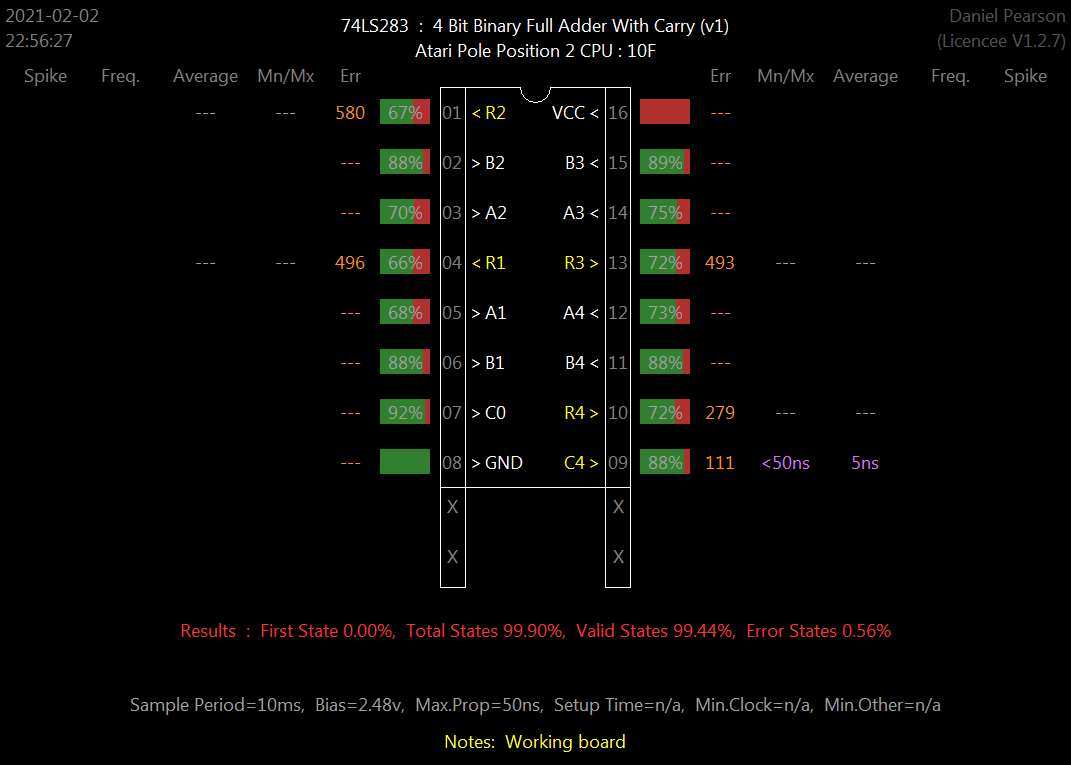 2021-02-02
22:56:27
74LS283 : 4 Bit Binary Full Adder With Carry (v1)
Atari Pole Position 2 CPU : 10F
Daniel Pearson
(Licencee V1.2.7)
Spike Freq. Average Mn/Mx Err Err Mn/Mx Average Freq. Spike
--- --- 580 67% 01 < R2 VCC < 16 ---
--- 88% 02 > B2 B3 < 15 89% ---
--- 70% 03 > A2 A3 < 14 75% ---
--- --- 496 66% 04 < R1 R3 > 13 72% 493 --- ---
--- 68% 05 > A1 A4 < 12 73% ---
--- 88% 06 > B1 B4 < 11 88% ---
--- 92% 07 > C0 R4 > 10 72% 279 --- ---
--- 08 > GND C4 > 09 88% 111 <50ns 5ns
X X
X X
Results : First State 0.00%, Total States 99.90%, Valid States 99.44%, Error States 0.56%
Sample Period=10ms, Bias=2.48v, Max.Prop=50ns, Setup Time=n/a, Min.Clock=n/a, Min.Other=n/a
Notes: Working board